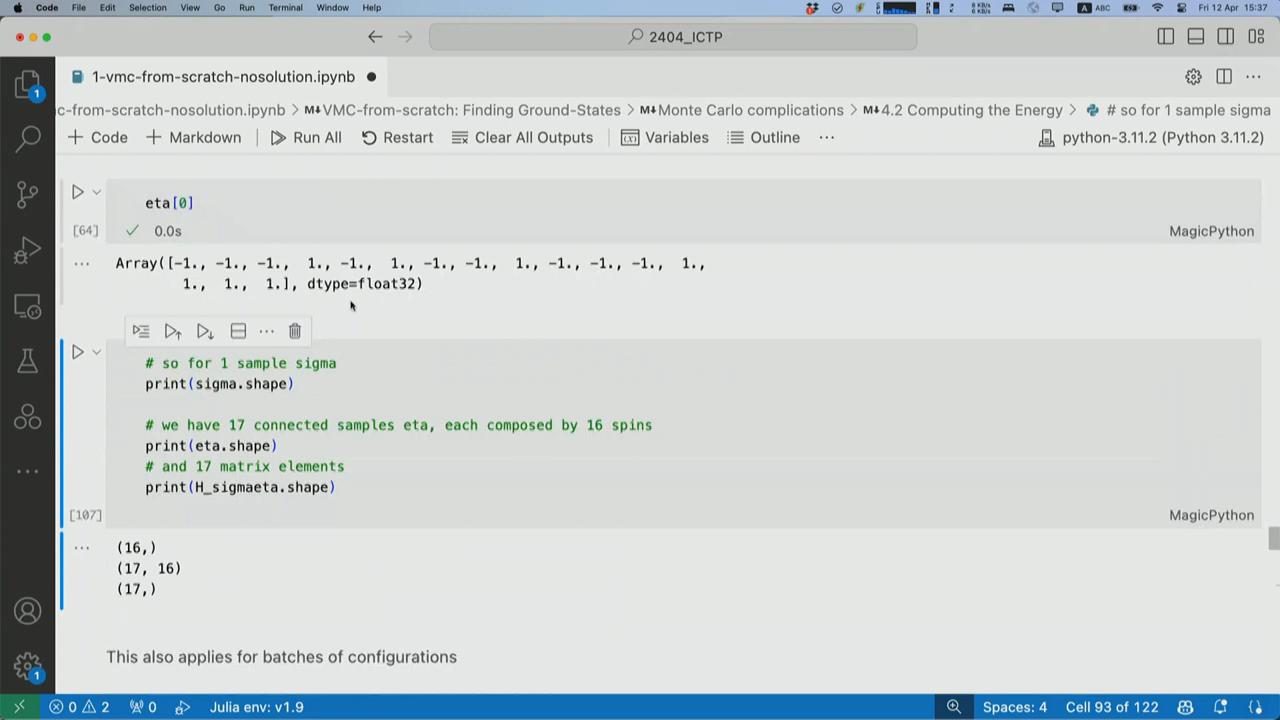 Code File Edit Selection View Go Run Terminal Window Help
A ABC Fri 12 Apr 15:37
2404_ICTP
1-vmc-from-scratch-nosolution.ipynb
c-from-scratch-nosolution.ipynb > M↓VMC-from-scratch: Finding Ground-States > M↓Monte Carlo complications > M↓4.2 Computing the Energy > # so for 1 sample sigma
+ Code + Markdown Run All Restart Clear All Outputs Variables Outline ... python-3.11.2 (Python 3.11.2)
eta[0]
[64] 0.0s MagicPython
Array([-1., -1., -1., 1., -1., 1., -1., -1., 1., -1., -1., -1., 1.,
1., 1., 1.], dtype=float32)
# so for 1 sample sigma
print(sigma.shape)
# we have 17 connected samples eta, each composed by 16 spins
print(eta.shape)
# and 17 matrix elements
print(H_sigmaeta.shape)
[107] MagicPython
(16,)
(17, 16)
(17,)
This also applies for batches of configurations
0 2 0 Julia env: v1.9 Spaces: 4 Cell 93 of 122